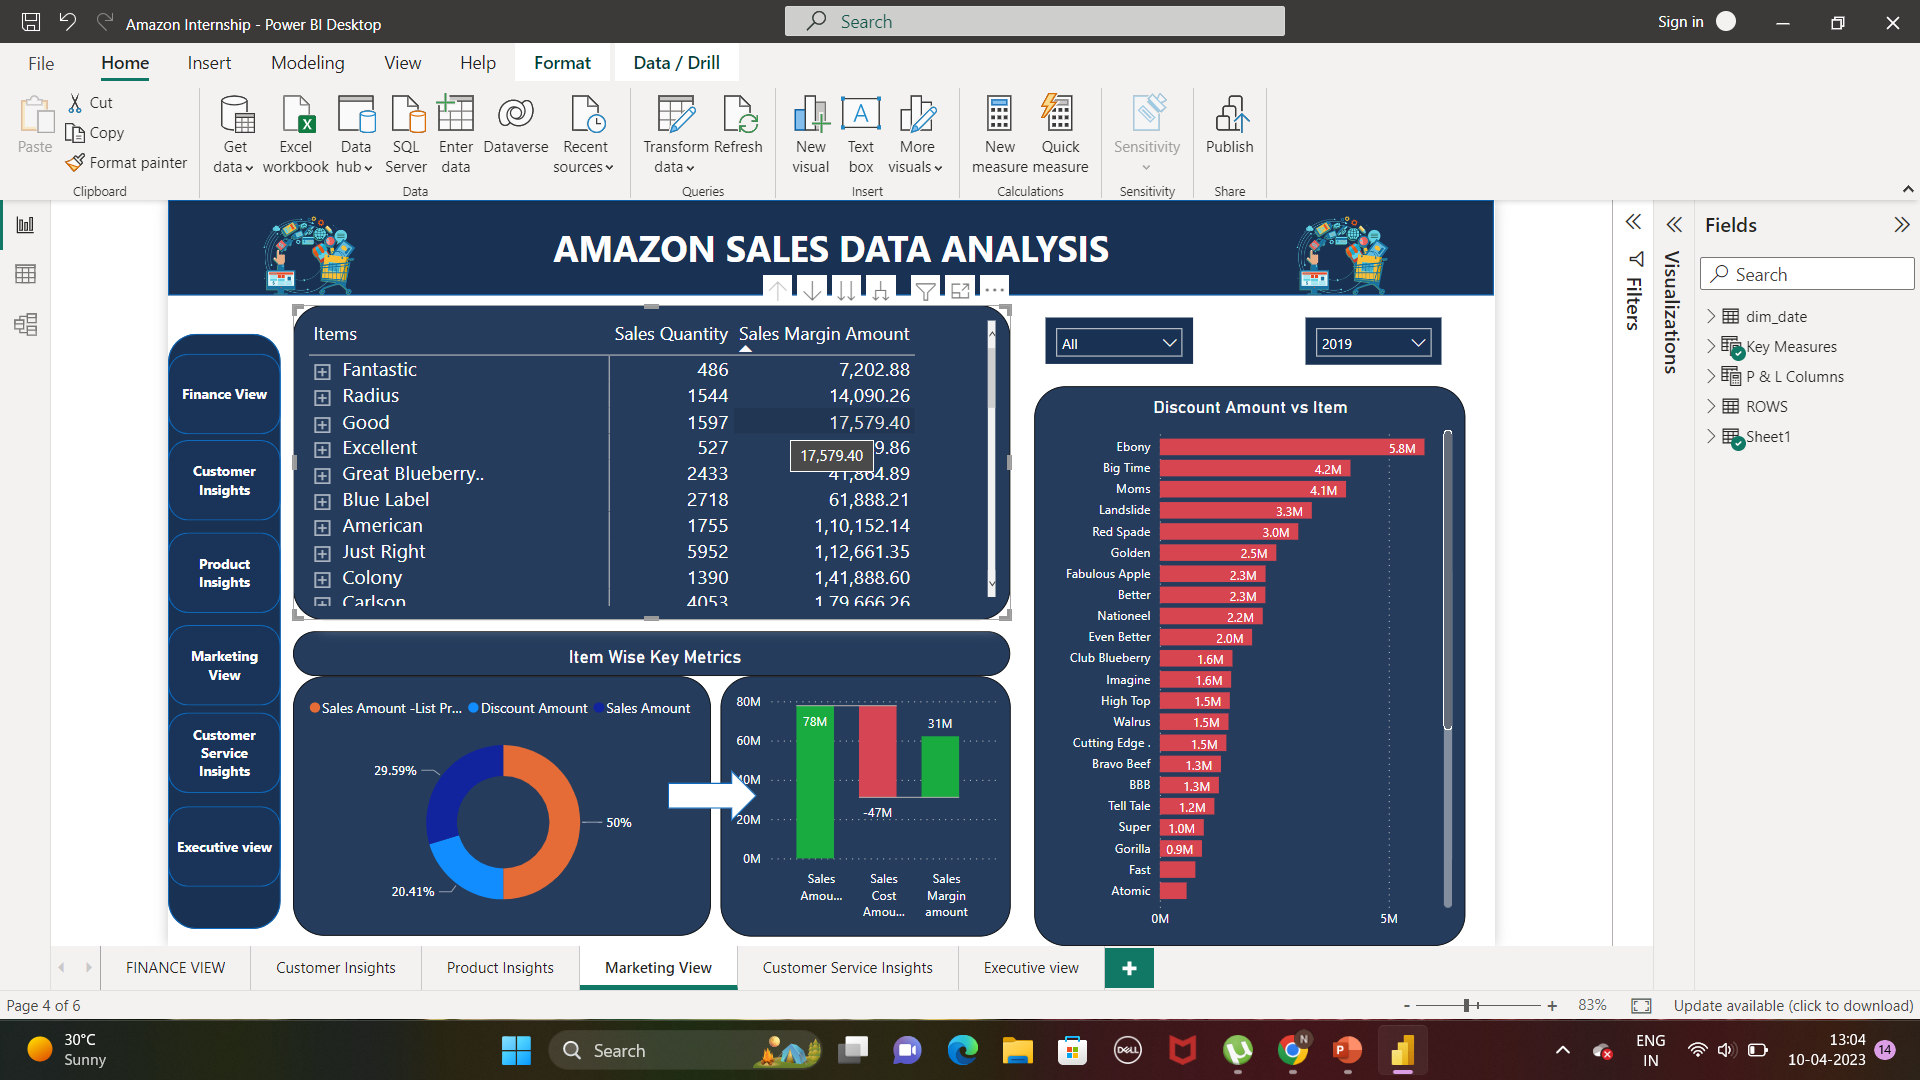 Amazon Internship - Power BI Desktop
Search
Sign in
File
Home
Insert
Modeling
View
Help
Format
Data / Drill
Paste
Cut
Copy
Format painter
Clipboard
Get data
Excel workbook
Data hub
SQL Server
Enter data
Dataverse
Recent sources
Data
Transform data
Refresh
Queries
New visual
Text box
More visuals
Insert
New measure
Quick measure
Calculations
Sensitivity
Sensitivity
Publish
Share
AMAZON SALES DATA ANALYSIS
Finance View
Customer
Insights
Product
Insights
Marketing
View
Customer
Service
Insights
Executive view
Items Sales Quantity Sales Margin Amount
Fantastic 486 7,202.88
Radius 1544 14,090.26
Good 1597 17,579.40
Excellent 527 9.86
17,579.40
Great Blueberry.. 2433 41,864.89
Blue Label 2718 61,888.21
American 1755 1,10,152.14
Just Right 5952 1,12,661.35
Colony 1390 1,41,888.60
Carlson 4053 1,79,666.26
Item Wise Key Metrics
Sales Amount -List Pr... Discount Amount Sales Amount
29.59%
50%
20.41%
80M
60M
40M
20M
0M
78M
-47M
31M
Sales
Amou...
Sales
Cost
Amou...
Sales
Margin
amount
All
2019
Discount Amount vs Item
Ebony 5.8M
Big Time 4.2M
Moms 4.1M
Landslide 3.3M
Red Spade 3.0M
Golden 2.5M
Fabulous Apple 2.3M
Better 2.3M
Nationeel 2.2M
Even Better 2.0M
Club Blueberry 1.6M
Imagine 1.6M
High Top 1.5M
Walrus 1.5M
Cutting Edge . 1.5M
Bravo Beef 1.3M
BBB 1.3M
Tell Tale 1.2M
Super 1.0M
Gorilla 0.9M
Fast
Atomic
0M 5M
Filters
Visualizations
Fields
Search
dim_date
Key Measures
P & L Columns
ROWS
Sheet1
FINANCE VIEW
Customer Insights
Product Insights
Marketing View
Customer Service Insights
Executive view
+
Page 4 of 6
- + 83%
Update available (click to download)
30°C
Sunny
Search
DELL
N
P
ENG
IN
13:04
10-04-2023
14